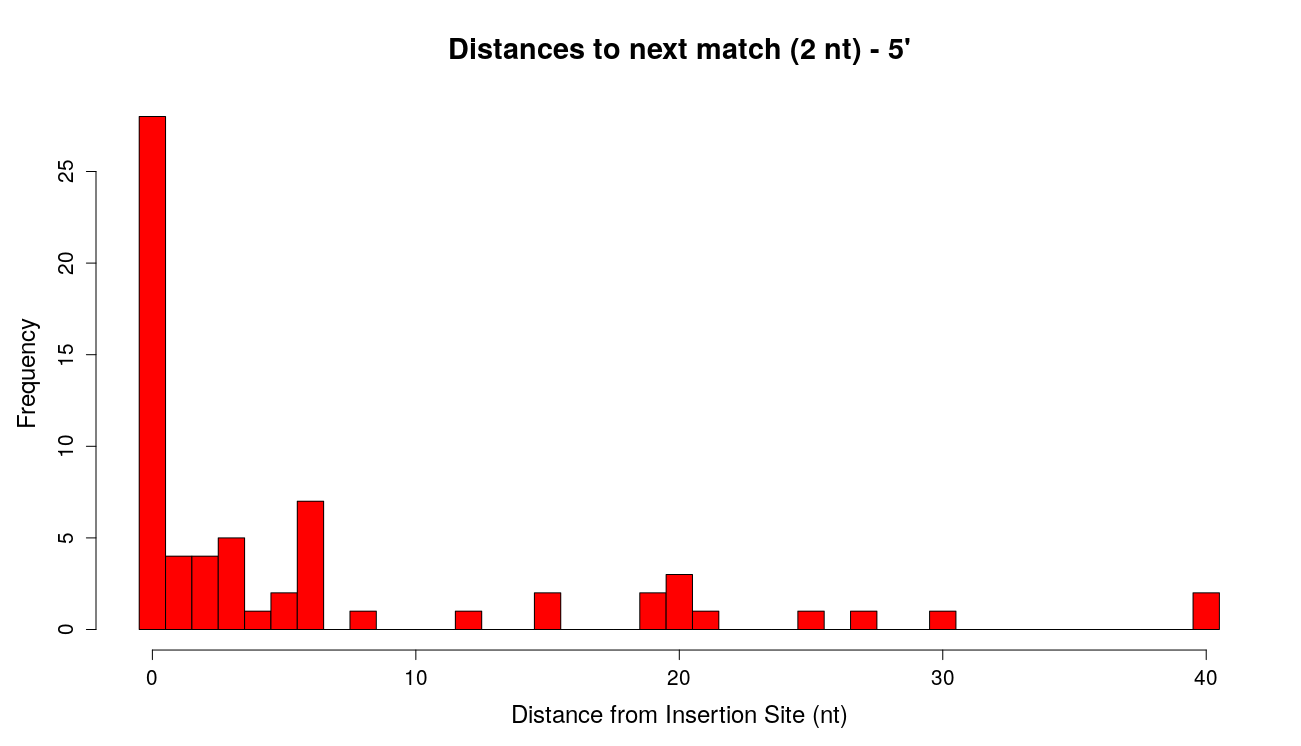 Distances to next match (2 nt) - 5'
25
20
15
10
5
0
Frequency
0 10 20 30 40
Distance from Insertion Site (nt)